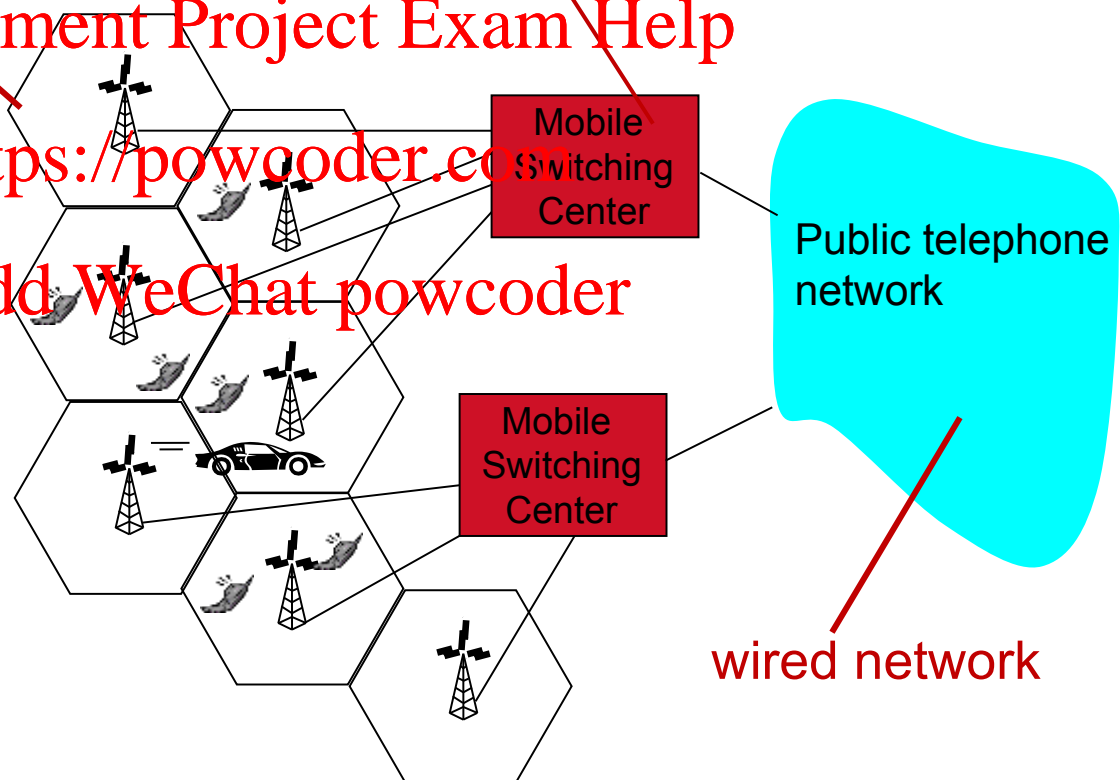 ment Project Exam Help
Mobile
Switching
Center
tps://powcoder.com
Public telephone
network
dd WeChat powcoder
Mobile
Switching
Center
wired network